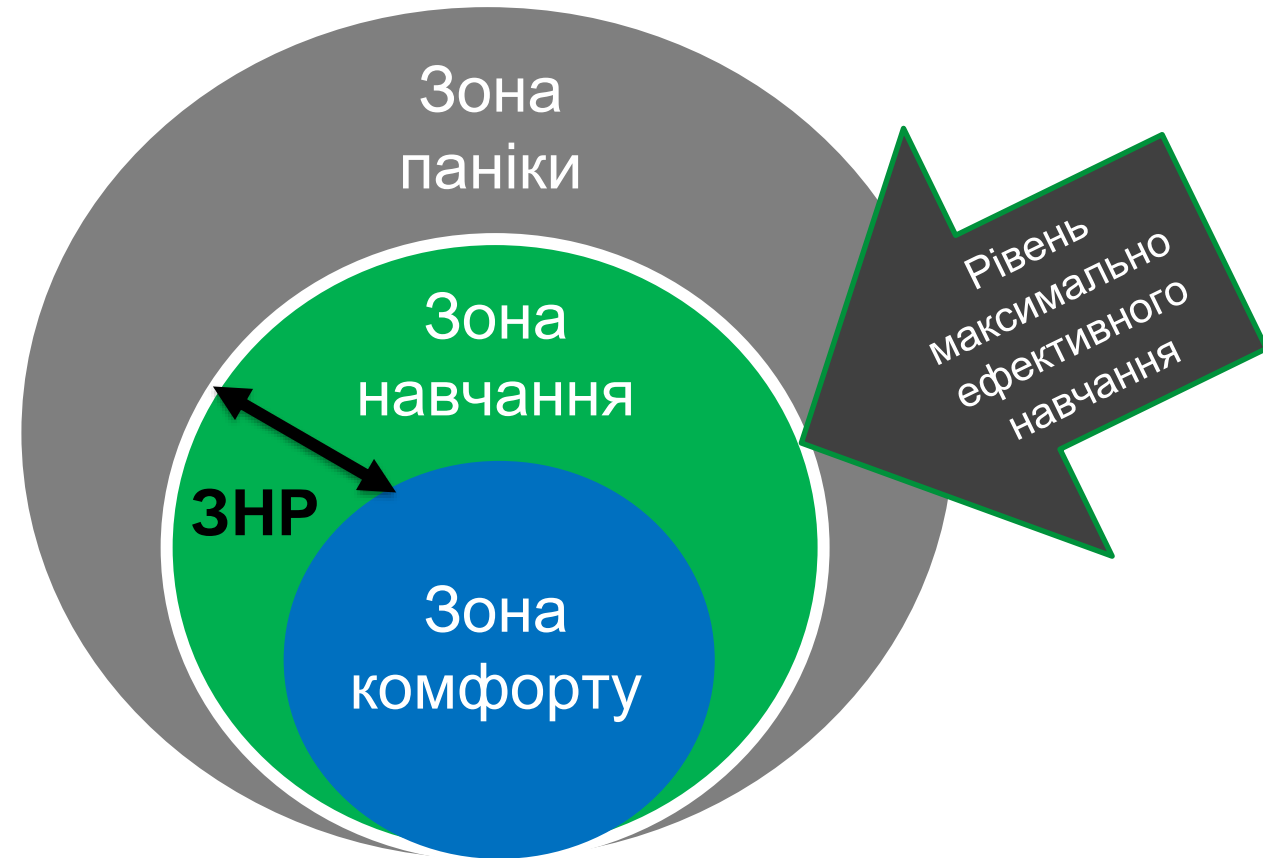 Зона
паніки
Рівень
максимально
ефективного
навчання
Зона
навчання
ЗНР
Зона
комфорту